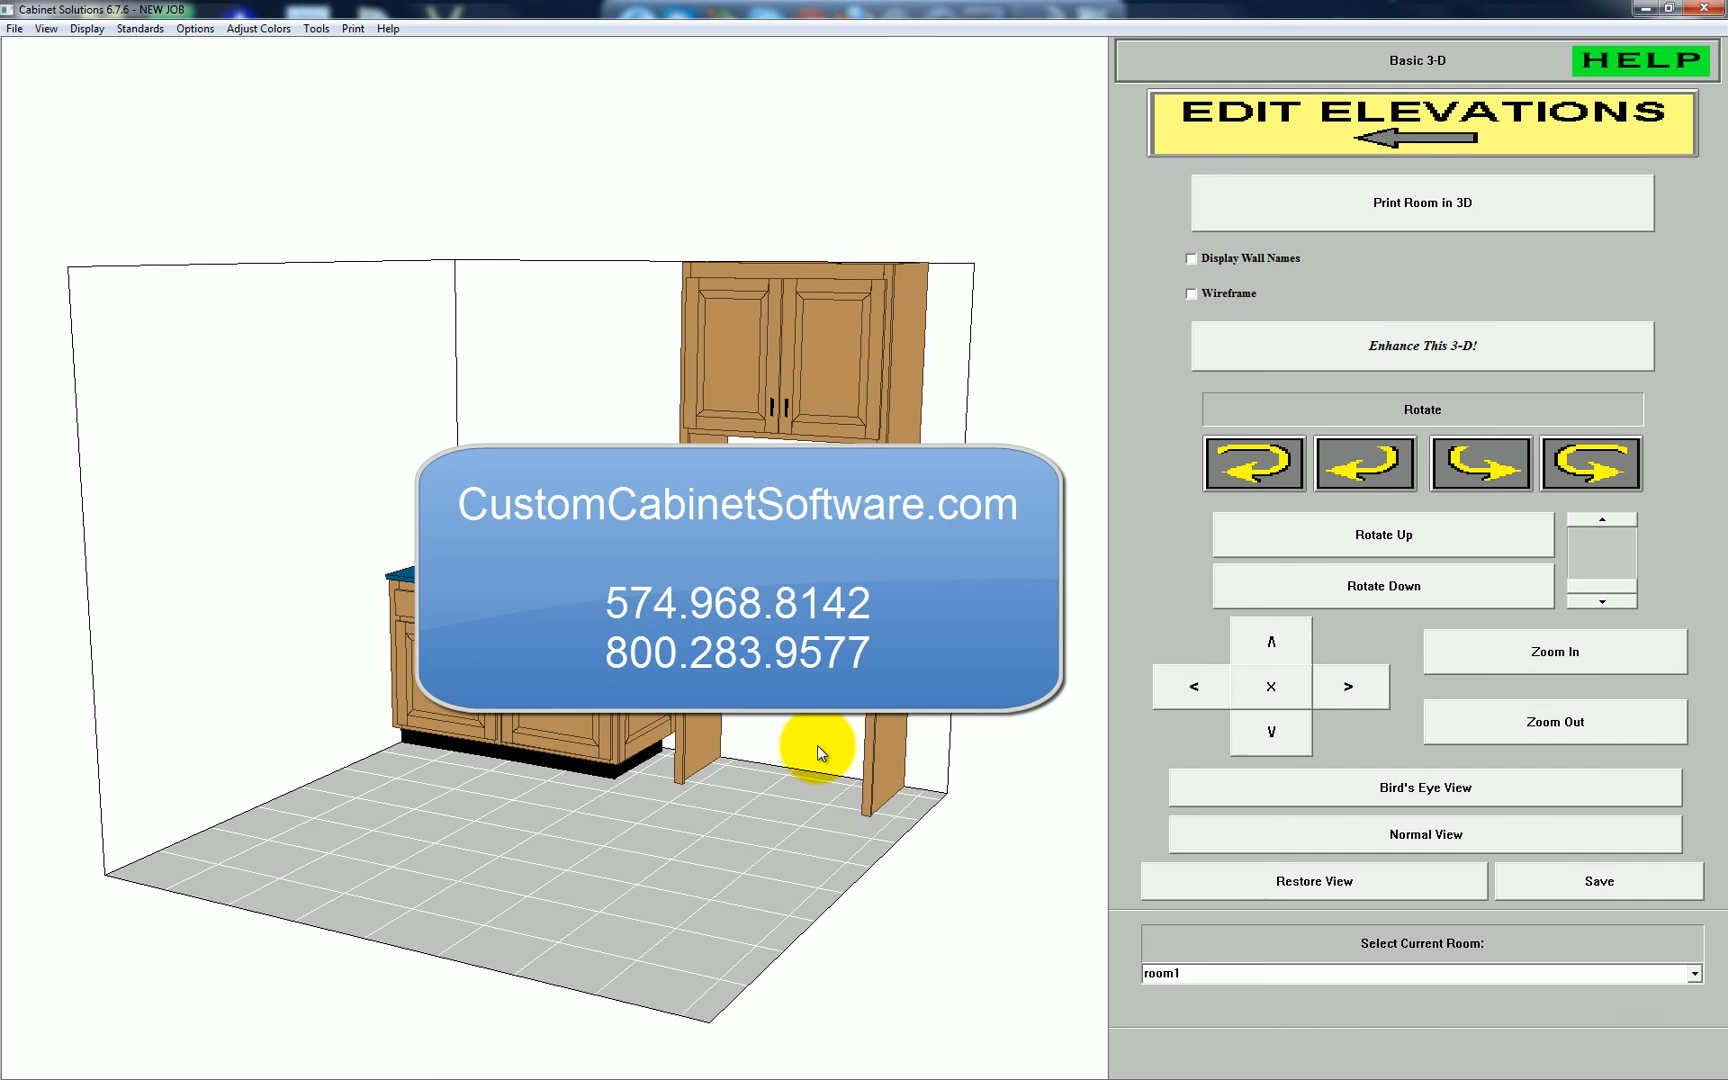 Cabinet Solutions 6.7.6 - NEW JOB
File View Display Standards Options Adjust Colors Tools Print Help
Basic 3-D
HELP
EDIT ELEVATIONS
Print Room in 3D
Display Wall Names
Wireframe
Enhance This 3-D!
Rotate
CustomCabinetSoftware.com
574.968.8142
800.283.9577
Rotate Up
Rotate Down
Λ
< X >
V
Zoom In
Zoom Out
Bird's Eye View
Normal View
Restore View
Save
Select Current Room:
room1